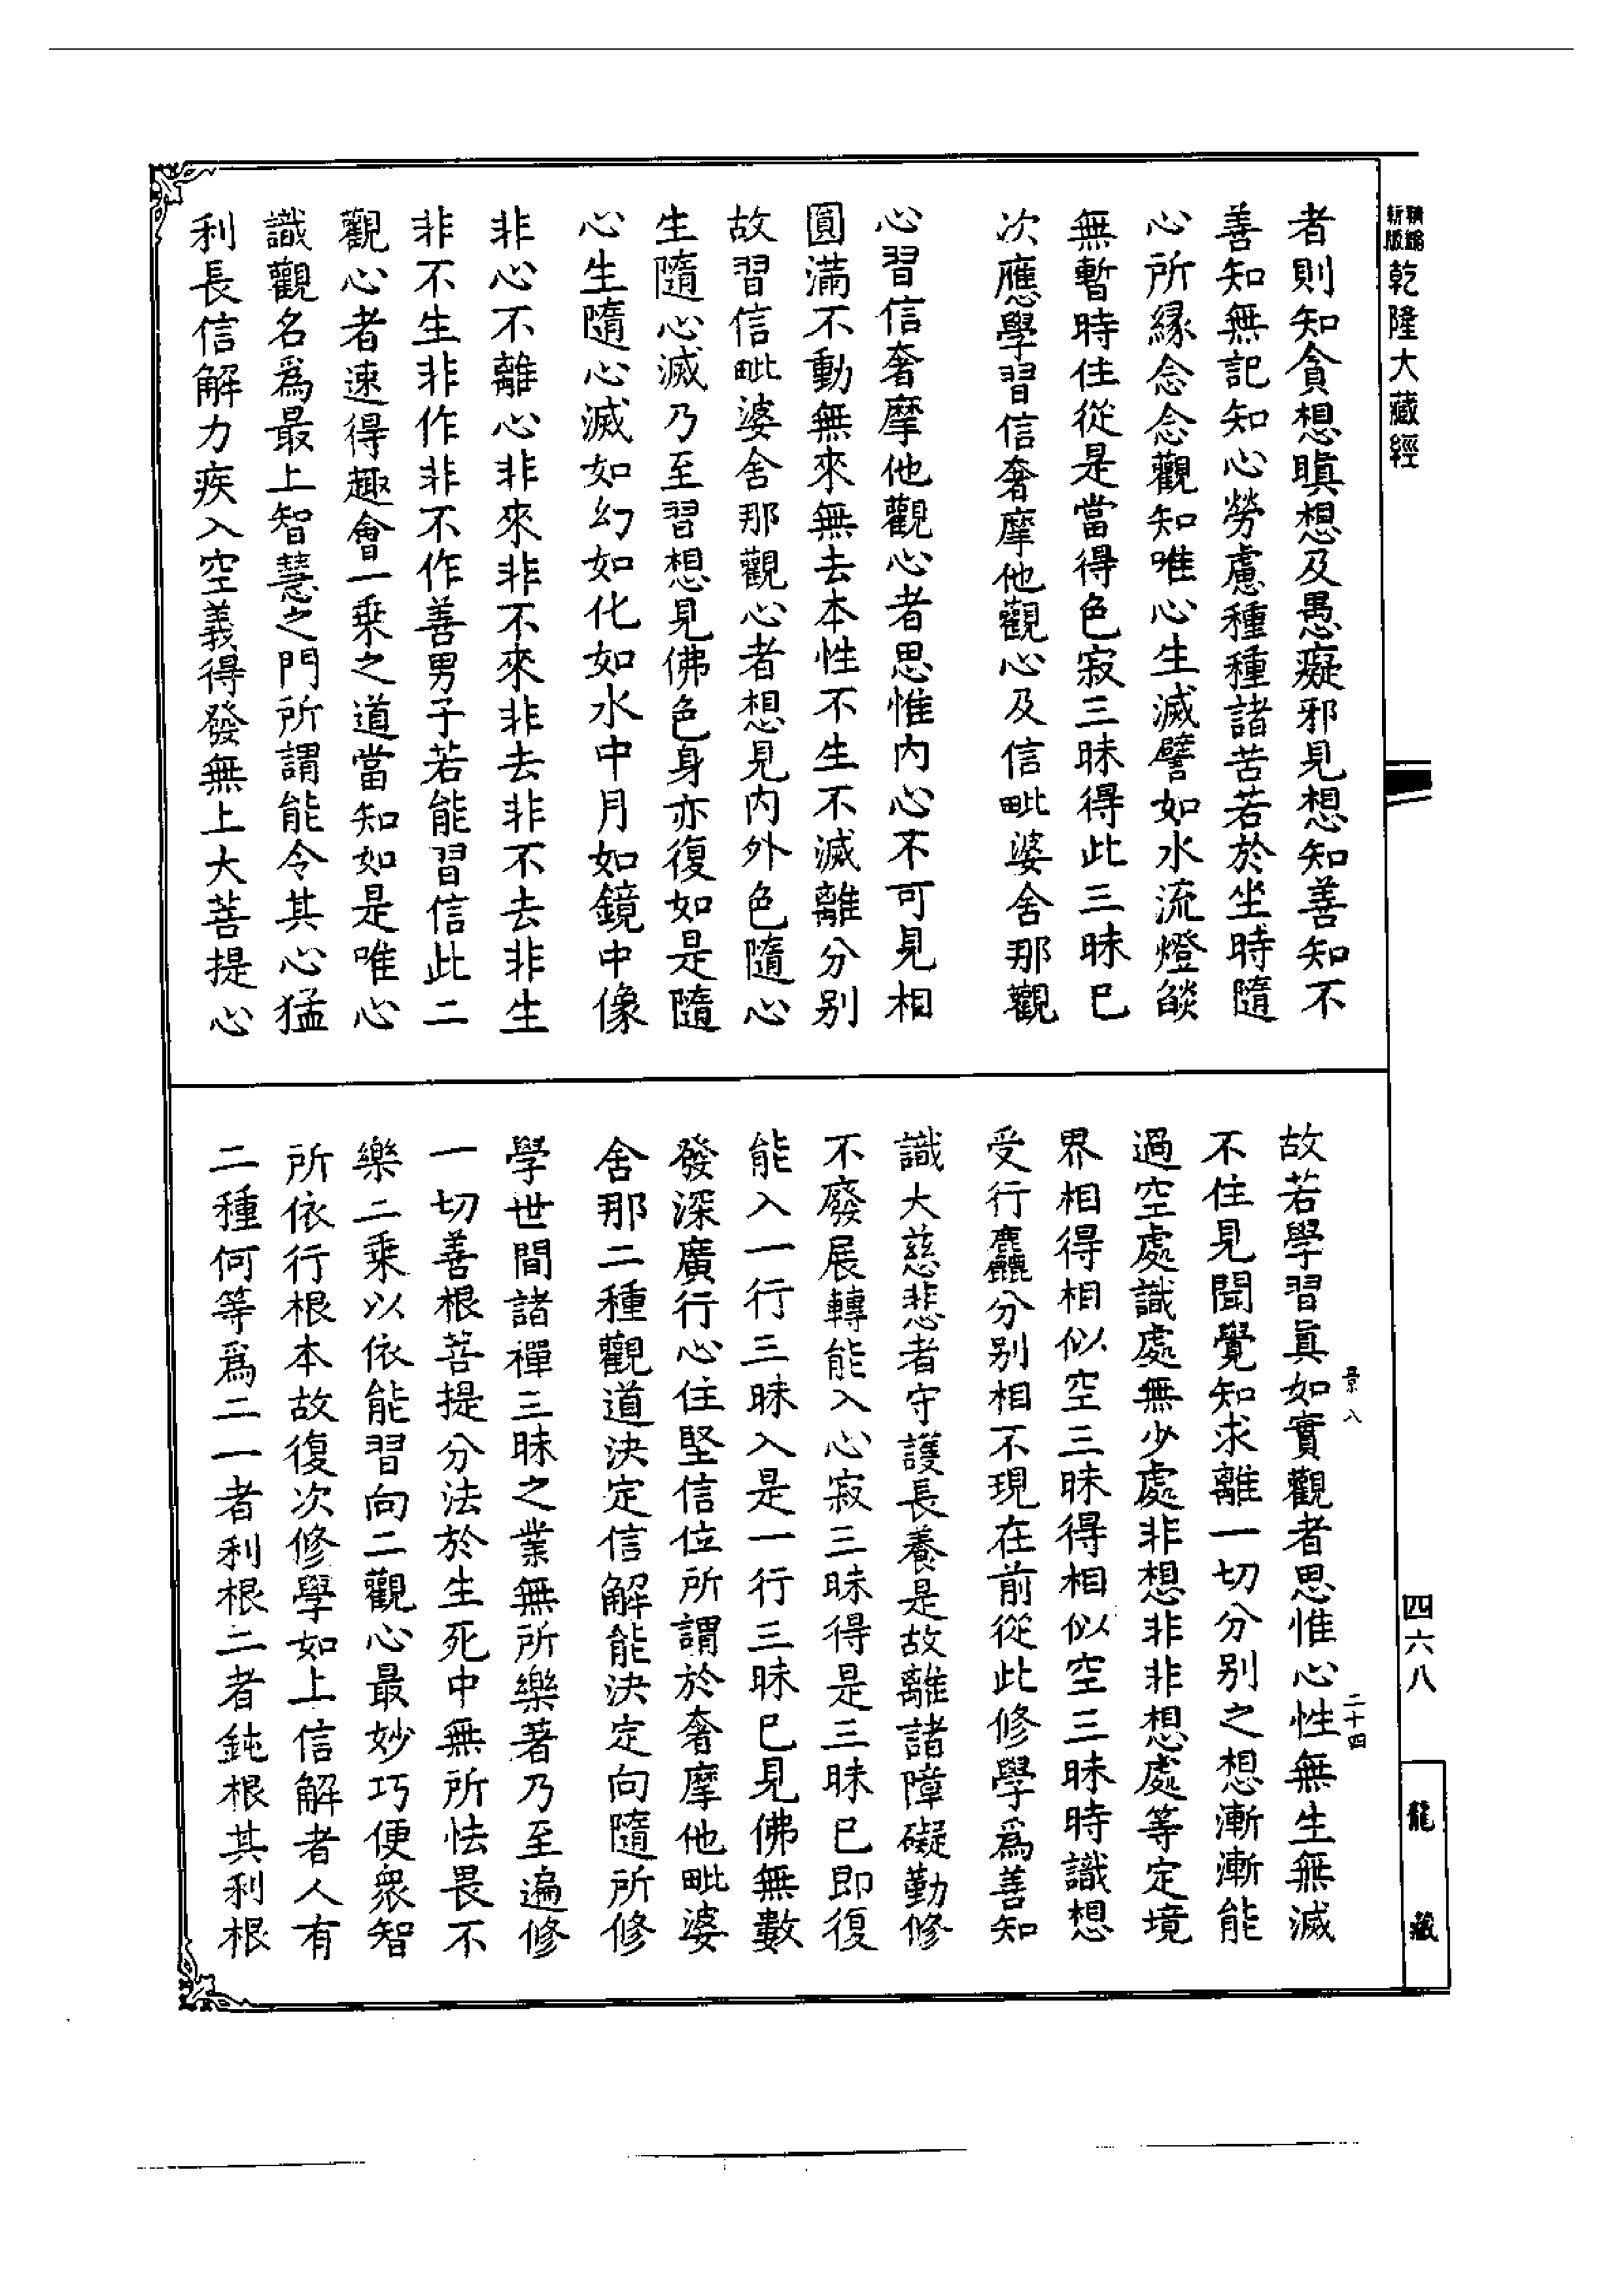 精縮新版乾隆大藏經
者則知貪想瞋想及愚癡邪見想知善知不
善知無記知心勞慮種種諸苦若於坐時隨
心所緣念念觀知唯心生滅譬如水流燈燄
無暫時住從是當得色寂三昧得此三昧已
次應學習信奢摩他觀心及信毗婆舍那觀
心習信奢摩他觀心者思惟內心不可見相
圓滿不動無來無去本性不生不滅離分別
故習信毗婆舍那觀心者想見內外色隨心
生隨心滅乃至習想見佛色身亦復如是隨
心生隨心滅如幻如化如水中月如鏡中像
非心不離心非來非不來非去非不去非生
非不生非作非不作善男子若能習信此二
觀心者速得趣會一乘之道當知如是唯心
識觀名爲最上智慧之門所謂能令其心猛
利長信解力疾入空義得發無上大菩提心
故若學習眞如實觀者思惟心性無生無滅
不住見聞覺知求離一切分別之想漸漸能
過空處識處無少處非想非非想處等定境
界相得相似空三昧得相似空三昧時識想
受行麤分別相不現在前從此修學爲善知
識大慈悲者守護長養是故離諸障礙勤修
不廢展轉能入心寂三昧得是三昧已即復
能入一行三昧入是一行三昧已見佛無數
發深廣行心住堅信位所謂於奢摩他毗婆
舍那二種觀道決定信解能決定向隨所修
學世間諸禪三昧之業無所樂著乃至遍修
一切善根菩提分法於生死中無所怯畏不
樂二乘以依能習向二觀心最妙巧便衆智
所依行根本故復次修學如上信解者人有
二種何等爲二一者利根二者鈍根其利根
景八
二十四
四六八
龍藏